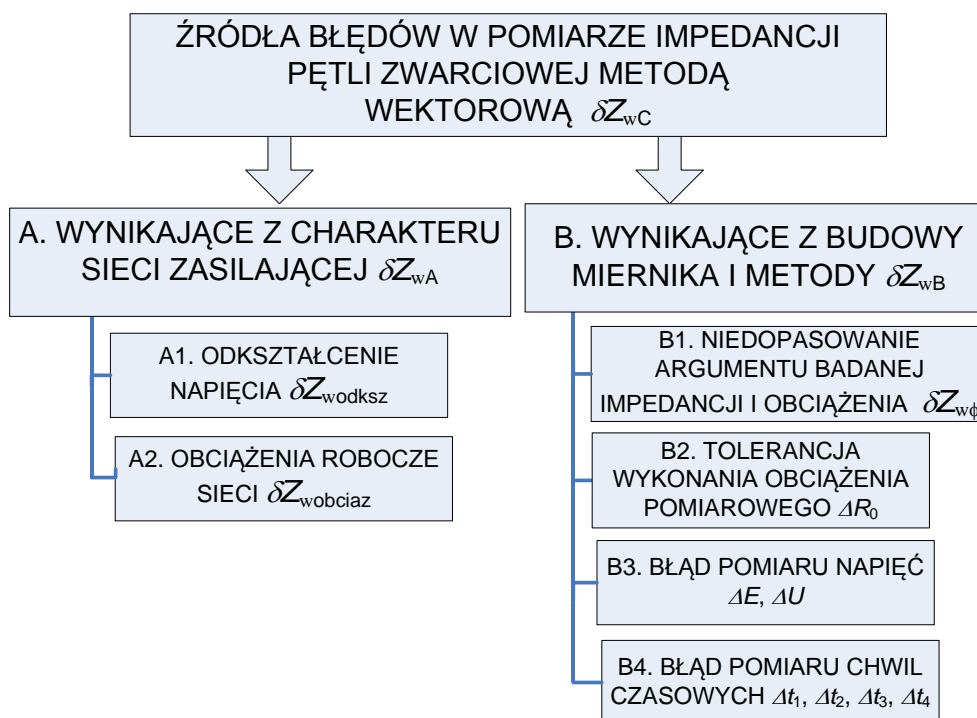 ŹRÓDŁA BŁĘDÓW W POMIARZE IMPEDANCJI
PĘTLI ZWARCIOWEJ METODĄ
WEKTOROWĄ δZwC
A. WYNIKAJĄCE Z CHARAKTERU
SIECI ZASILAJĄCEJ δZwA
A1. ODKSZTAŁCENIE
NAPIĘCIA δZwodksz
A2. OBCIĄŻENIA ROBOCZE
SIECI δZwobciaz
B. WYNIKAJĄCE Z BUDOWY
MIERNIKA I METODY δZwB
B1. NIEDOPASOWANIE
ARGUMENTU BADANEJ
IMPEDANCJI I OBCIĄŻENIA δZwϕ
B2. TOLERANCJA
WYKONANIA OBCIĄŻENIA
POMIAROWEGO ΔR0
B3. BŁĄD POMIARU NAPIĘĆ
ΔE, ΔU
B4. BŁĄD POMIARU CHWIL
CZASOWYCH Δt1, Δt2, Δt3, Δt4